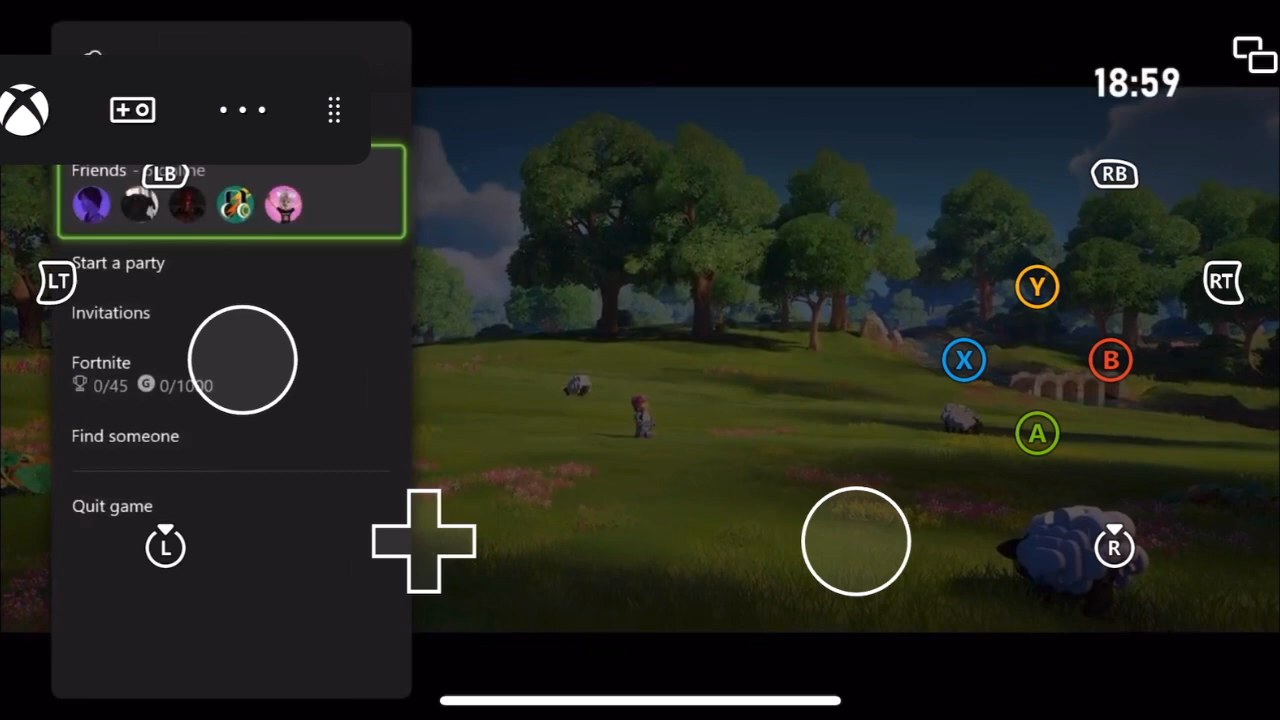 18:59
Friends -
LB
RB
Start a party
LT
RT
Y
Invitations
X
B
Fortnite
0/45 G 0/1000
A
Find someone
Quit game
L
R